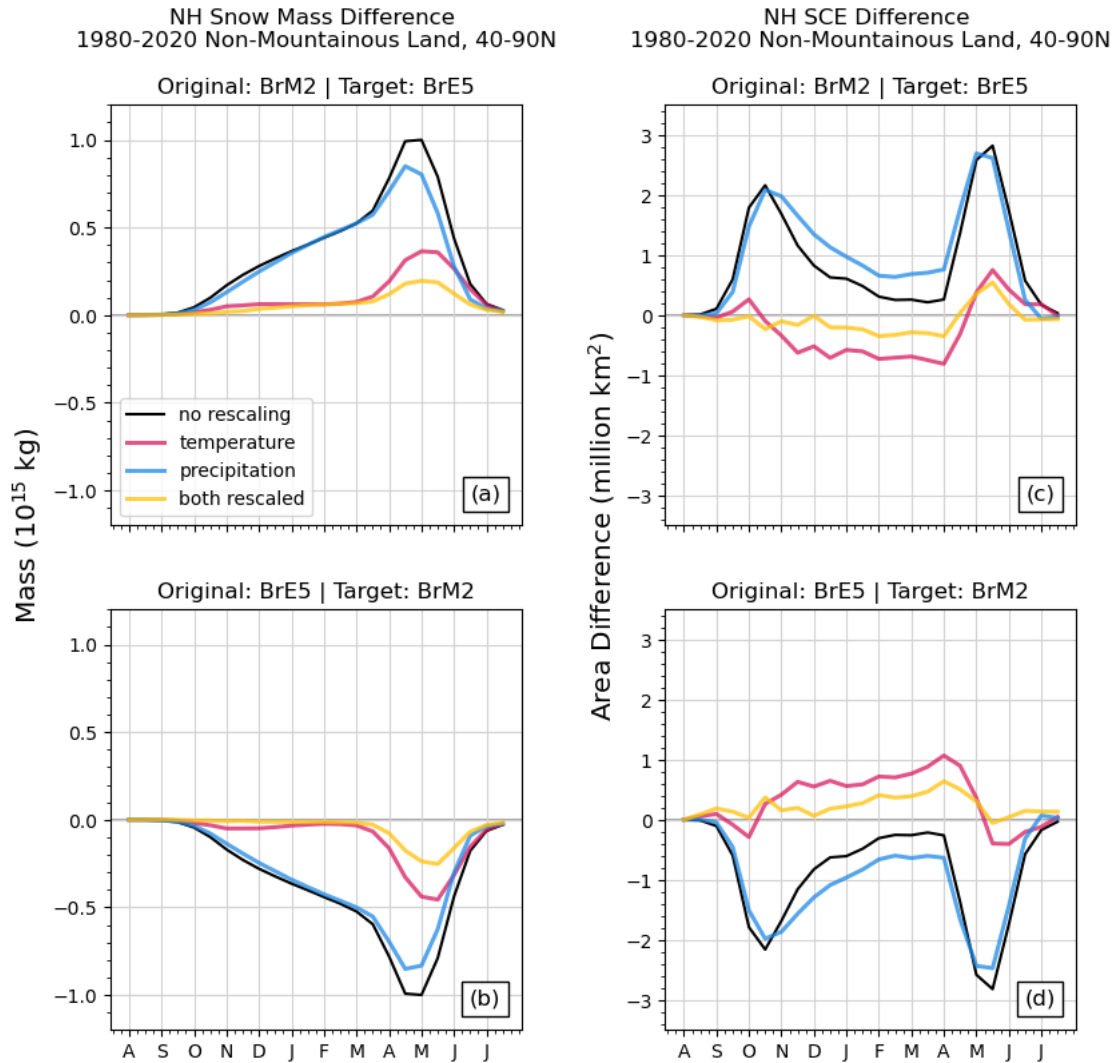 NH Snow Mass Difference
1980-2020 Non-Mountainous Land, 40-90N
NH SCE Difference
1980-2020 Non-Mountainous Land, 40-90N
Original: BrM2 | Target: BrE5
Mass (10¹⁵ kg)
1.0
0.5
0.0
−0.5
−1.0
no rescaling
temperature
precipitation
both rescaled
(a)
Original: BrM2 | Target: BrE5
Area Difference (million km²)
3
2
1
0
−1
−2
−3
(c)
Original: BrE5 | Target: BrM2
1.0
0.5
0.0
−0.5
−1.0
(b)
A S O N D J F M A M J J
Original: BrE5 | Target: BrM2
3
2
1
0
−1
−2
−3
(d)
A S O N D J F M A M J J